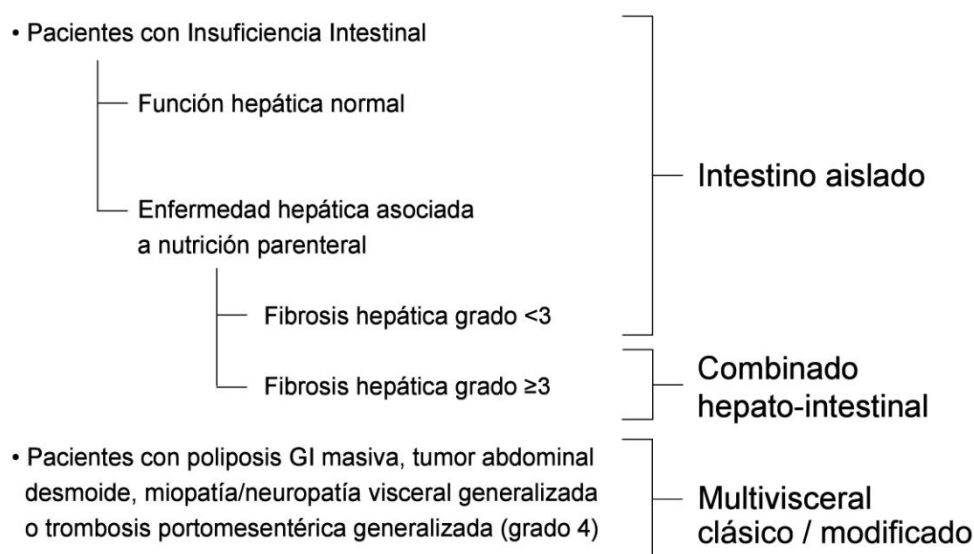 • Pacientes con Insuficiencia Intestinal
Función hepática normal
Enfermedad hepática asociada
a nutrición parenteral
Fibrosis hepática grado <3
Fibrosis hepática grado ≥3
Intestino aislado
Combinado
hepato-intestinal
• Pacientes con poliposis GI masiva, tumor abdominal
desmoide, miopatía/neuropatía visceral generalizada
o trombosis portomesentérica generalizada (grado 4)
Multivisceral
clásico / modificado